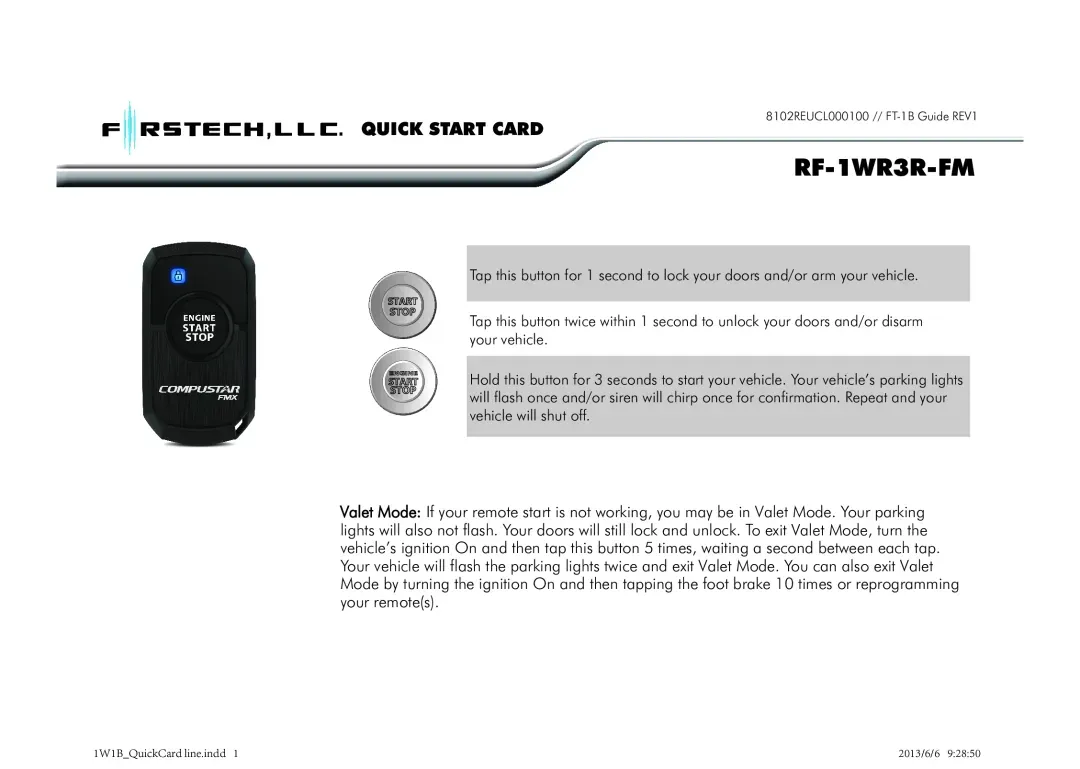 FIRSTECH, LLC. QUICK START CARD
8102REUCL000100 // FT-1B Guide REV1
RF-1WR3R-FM
ENGINE
START
STOP
COMPUSTAR
FMX
START
STOP
Tap this button for 1 second to lock your doors and/or arm your vehicle.
Tap this button twice within 1 second to unlock your doors and/or disarm
your vehicle.
ENGINE
START
STOP
Hold this button for 3 seconds to start your vehicle. Your vehicle’s parking lights
will flash once and/or siren will chirp once for confirmation. Repeat and your
vehicle will shut off.
Valet Mode: If your remote start is not working, you may be in Valet Mode. Your parking
lights will also not flash. Your doors will still lock and unlock. To exit Valet Mode, turn the
vehicle’s ignition On and then tap this button 5 times, waiting a second between each tap.
Your vehicle will flash the parking lights twice and exit Valet Mode. You can also exit Valet
Mode by turning the ignition On and then tapping the foot brake 10 times or reprogramming
your remote(s).
1W1B_QuickCard line.indd 1
2013/6/6 9:28:50